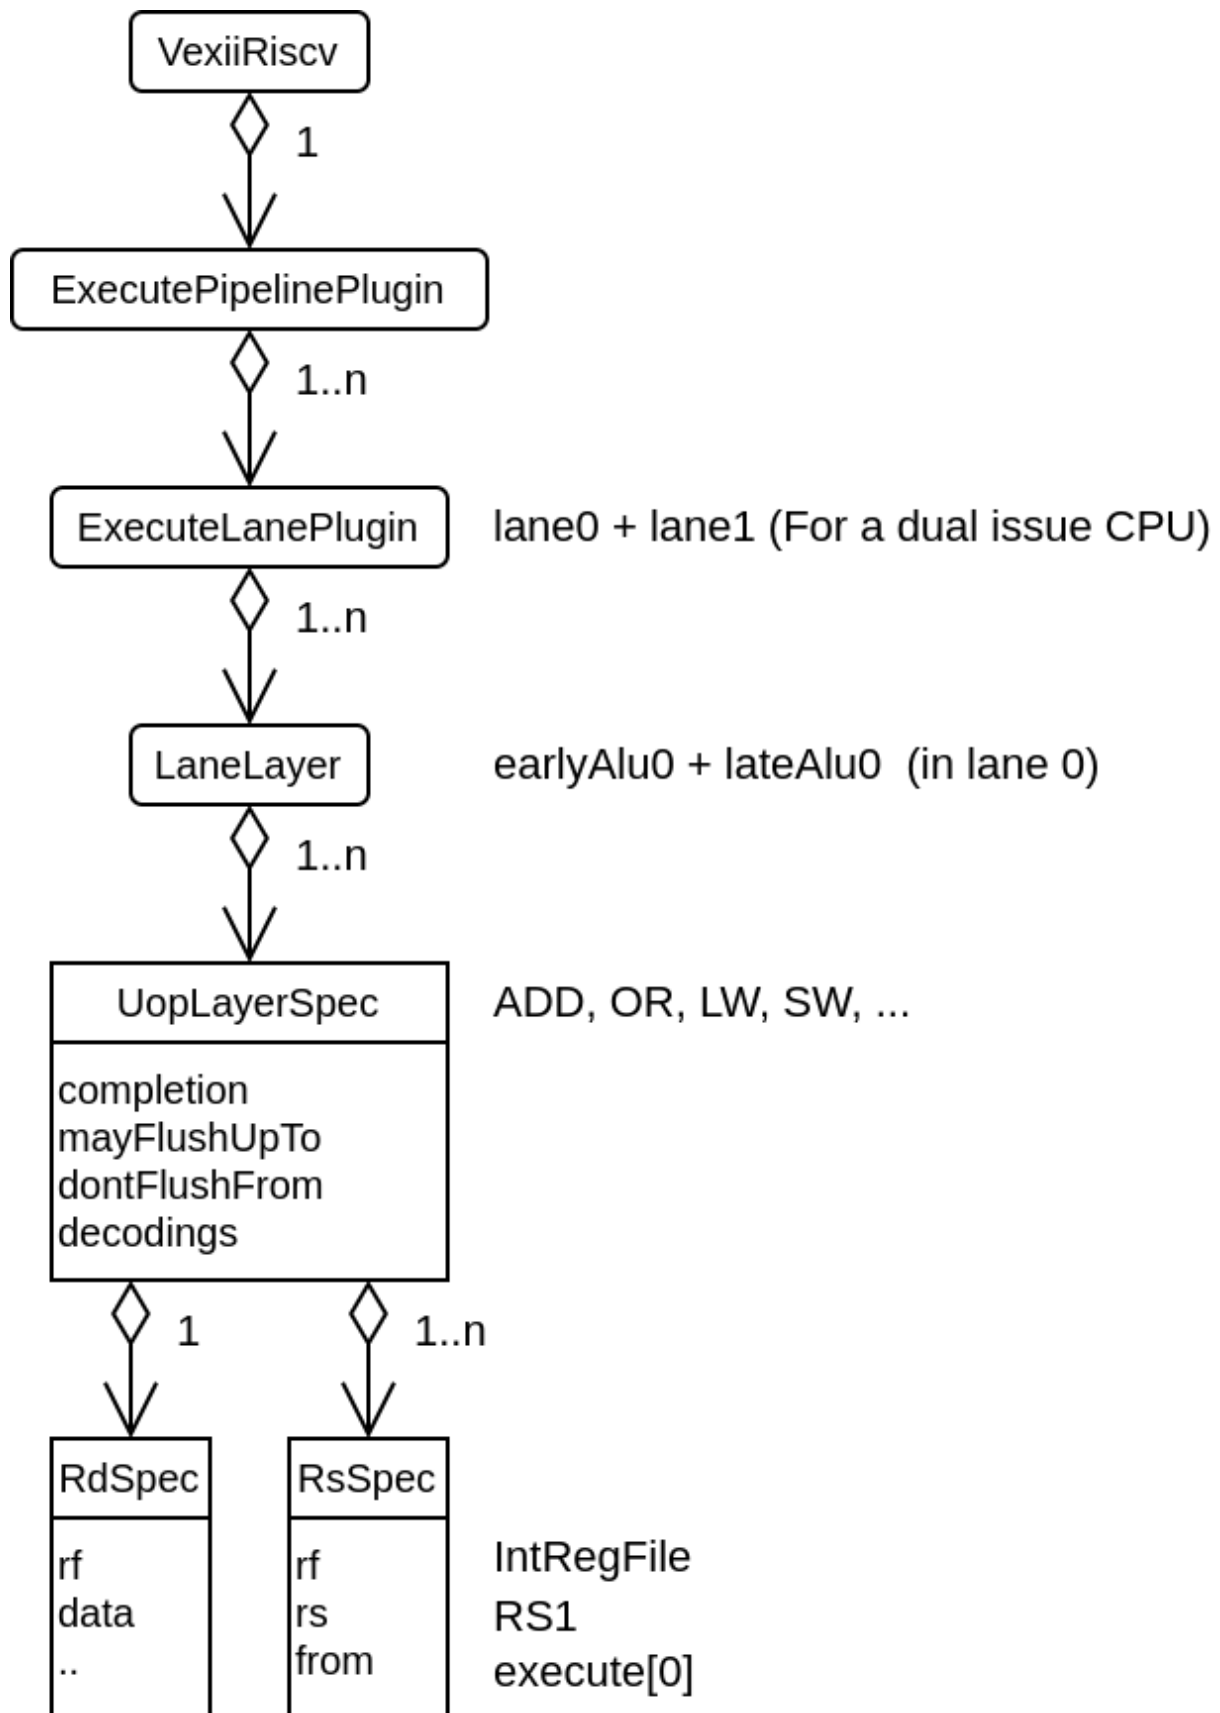 VexiiRiscv
1
ExecutePipelinePlugin
1..n
ExecuteLanePlugin
lane0 + lane1 (For a dual issue CPU)
1..n
LaneLayer
earlyAlu0 + lateAlu0  (in lane 0)
1..n
UopLayerSpec
ADD, OR, LW, SW, ...
completion
mayFlushUpTo
dontFlushFrom
decodings
1
1..n
RdSpec
rf
data
..
RsSpec
rf
rs
from
IntRegFile
RS1
execute[0]